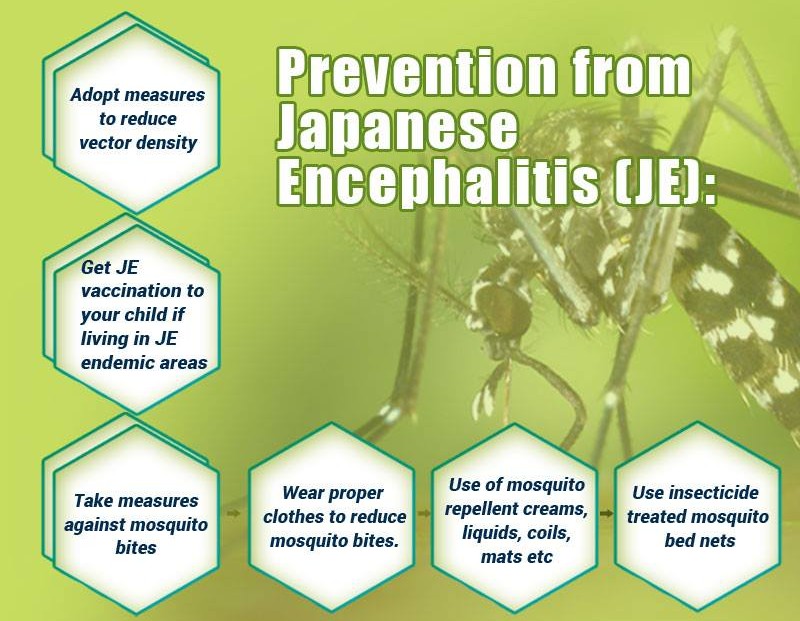 Prevention from
Japanese
Encephalitis (JE):
Adopt measures
to reduce
vector density
Get JE
vaccination to
your child if
living in JE
endemic areas
Take measures
against mosquito
bites
Wear proper
clothes to reduce
mosquito bites.
Use of mosquito
repellent creams,
liquids, coils,
mats etc
Use insecticide
treated mosquito
bed nets